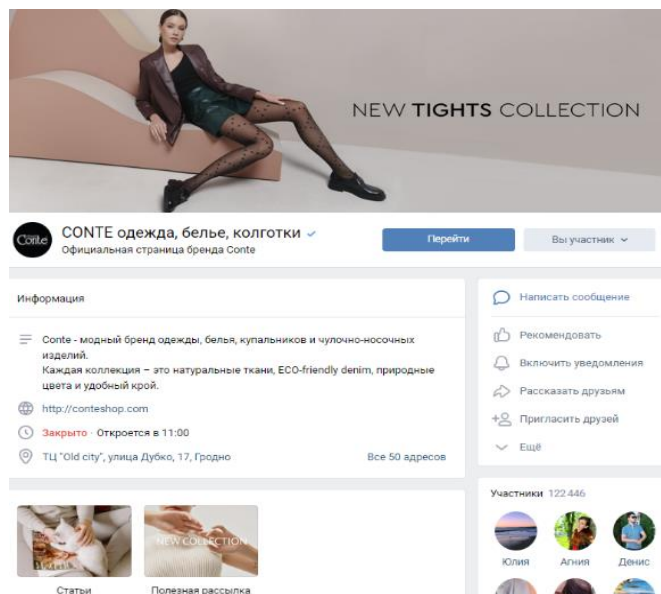 NEW TIGHTS COLLECTION
Conte
CONTE одежда, белье, колготки
Официальная страница бренда Conte
Перейти
Вы участник
Информация
Conte - модный бренд одежды, белья, купальников и чулочно-носочных
изделий.
Каждая коллекция – это натуральные ткани, ECO-friendly denim, природные
цвета и удобный крой.
http://conteshop.com
Закрыто · Откроется в 11:00
ТЦ "Old city", улица Дубко, 17, Гродно
Все 50 адресов
Написать сообщение
Рекомендовать
Включить уведомления
Рассказать друзьям
Пригласить друзей
Ещё
Участники 122 446
Юлия
Агния
Денис
NEW COLLECTION
Статьи
Полезная рассылка